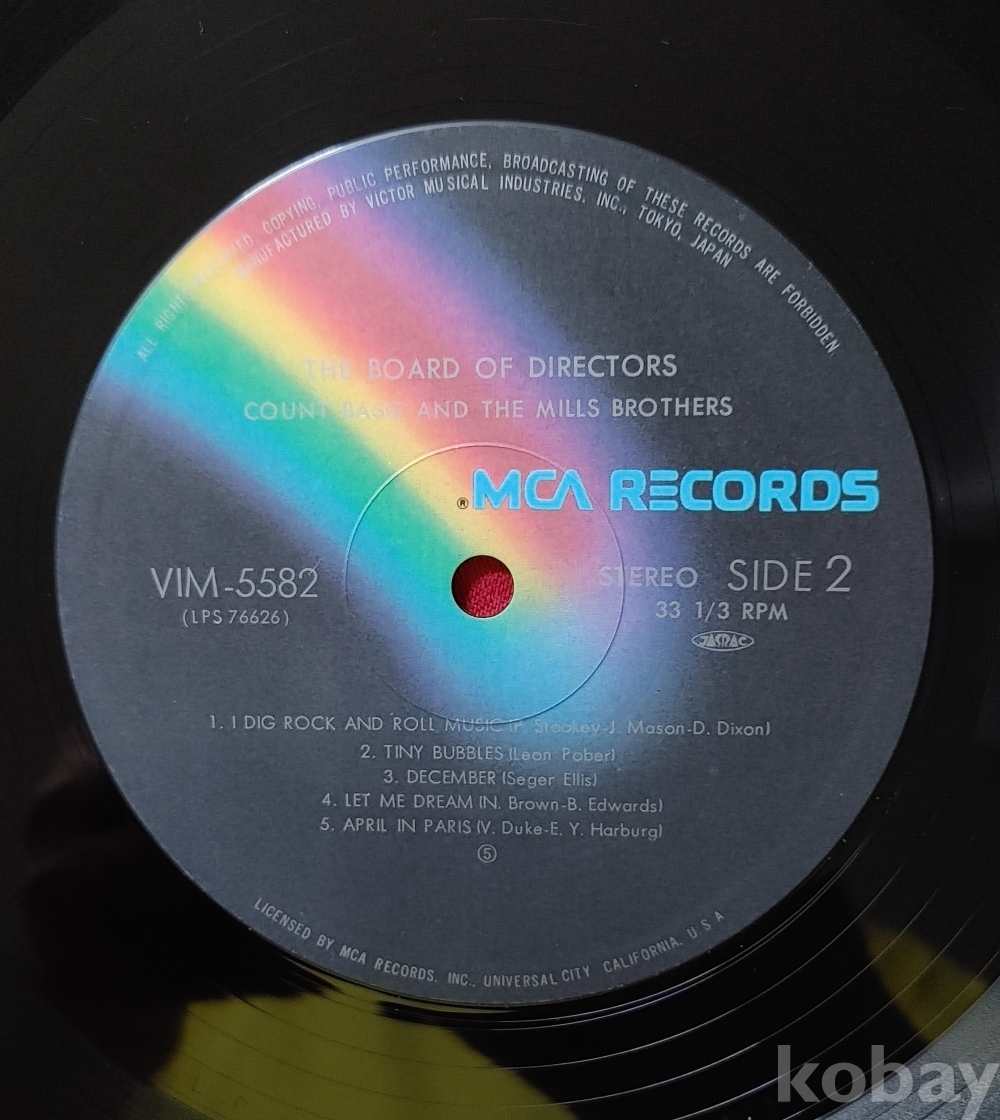 ALL RIGHTS RESERVED. COPYING, PUBLIC PERFORMANCE, BROADCASTING OF THESE RECORDS ARE FORBIDDEN.
MANUFACTURED BY VICTOR MUSICAL INDUSTRIES, INC., TOKYO, JAPAN
THE BOARD OF DIRECTORS
COUNT BASIE AND THE MILLS BROTHERS
® MCA RECORDS
VIM-5582
(LPS 76626)
STEREO SIDE 2
33 1/3 RPM
JASRAC
1. I DIG ROCK AND ROLL MUSIC (P. Stookey-J. Mason-D. Dixon)
2. TINY BUBBLES (Leon Pober)
3. DECEMBER (Seger Ellis)
4. LET ME DREAM (N. Brown-B. Edwards)
5. APRIL IN PARIS (V. Duke-E. Y. Harburg)
⑤
LICENSED BY MCA RECORDS, INC., UNIVERSAL CITY CALIFORNIA. U S A
kobay